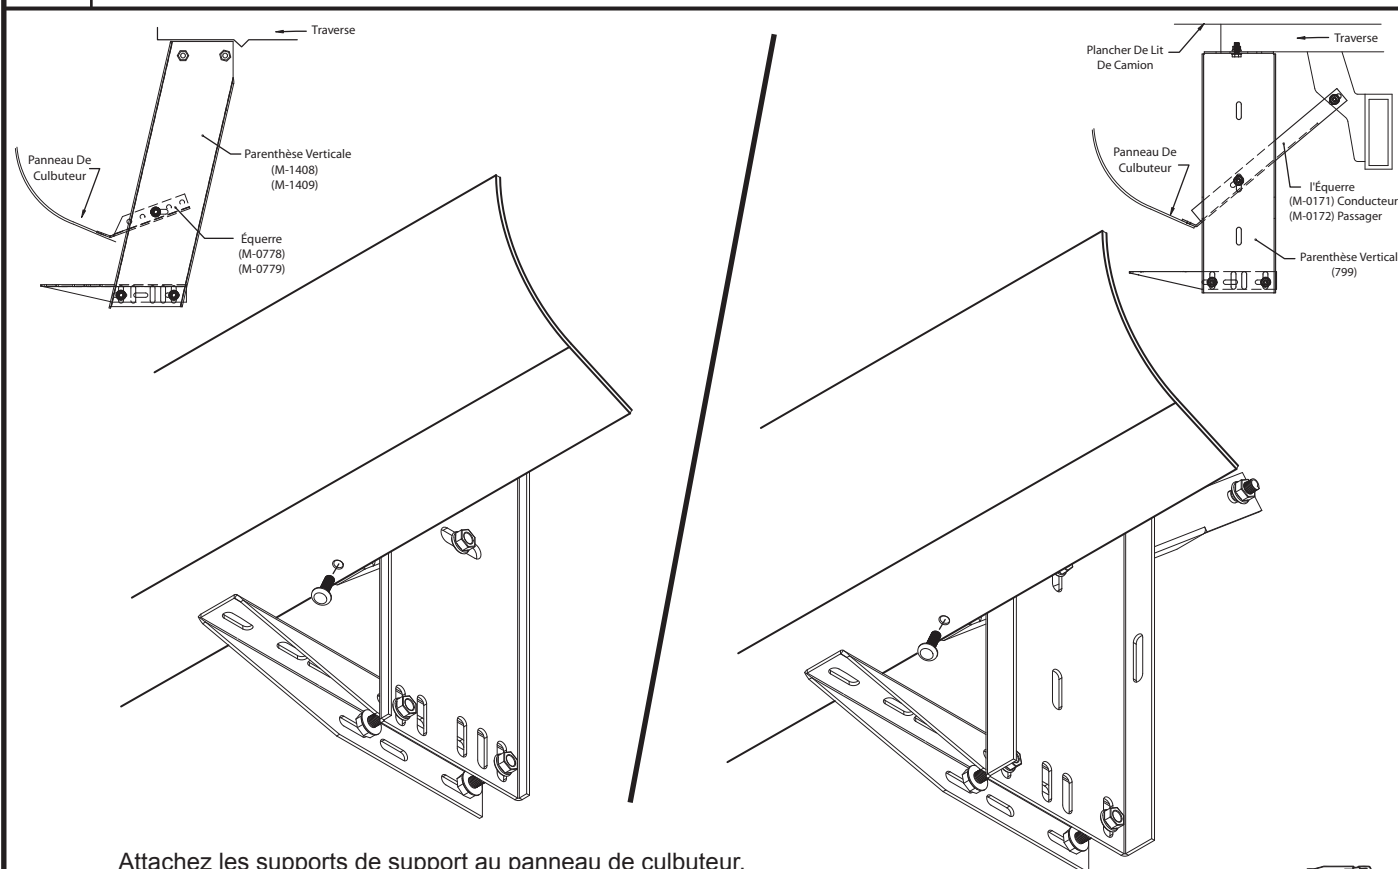 Traverse
Panneau De
Culbuteur
Parenthèse Verticale
(M-1408)
(M-1409)
Équerre
(M-0778)
(M-0779)
Plancher De Lit
De Camion
Traverse
Panneau De
Culbuteur
l'Équerre
(M-0171) Conducteur
(M-0172) Passager
Parenthèse Vertical
(799)
Attachez les supports de support au panneau de culbuteur.